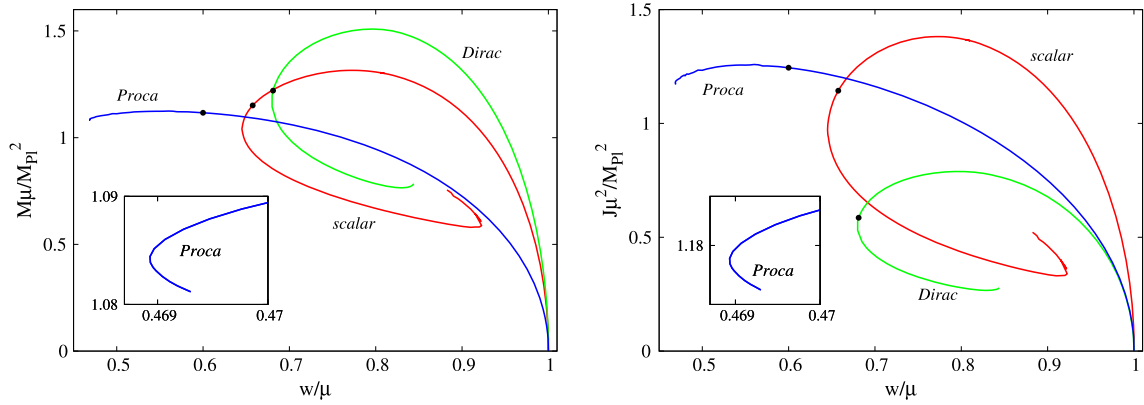 1.5
1
0.5
0
Mμ/M_Pl^2
Dirac
Proca
scalar
1.09
1.08
Proca
0.469 0.47
0.5 0.6 0.7 0.8 0.9 1
w/μ
1.5
1
0.5
0
Jμ^2/M_Pl^2
scalar
Proca
Dirac
1.18
Proca
0.469 0.47
0.5 0.6 0.7 0.8 0.9 1
w/μ